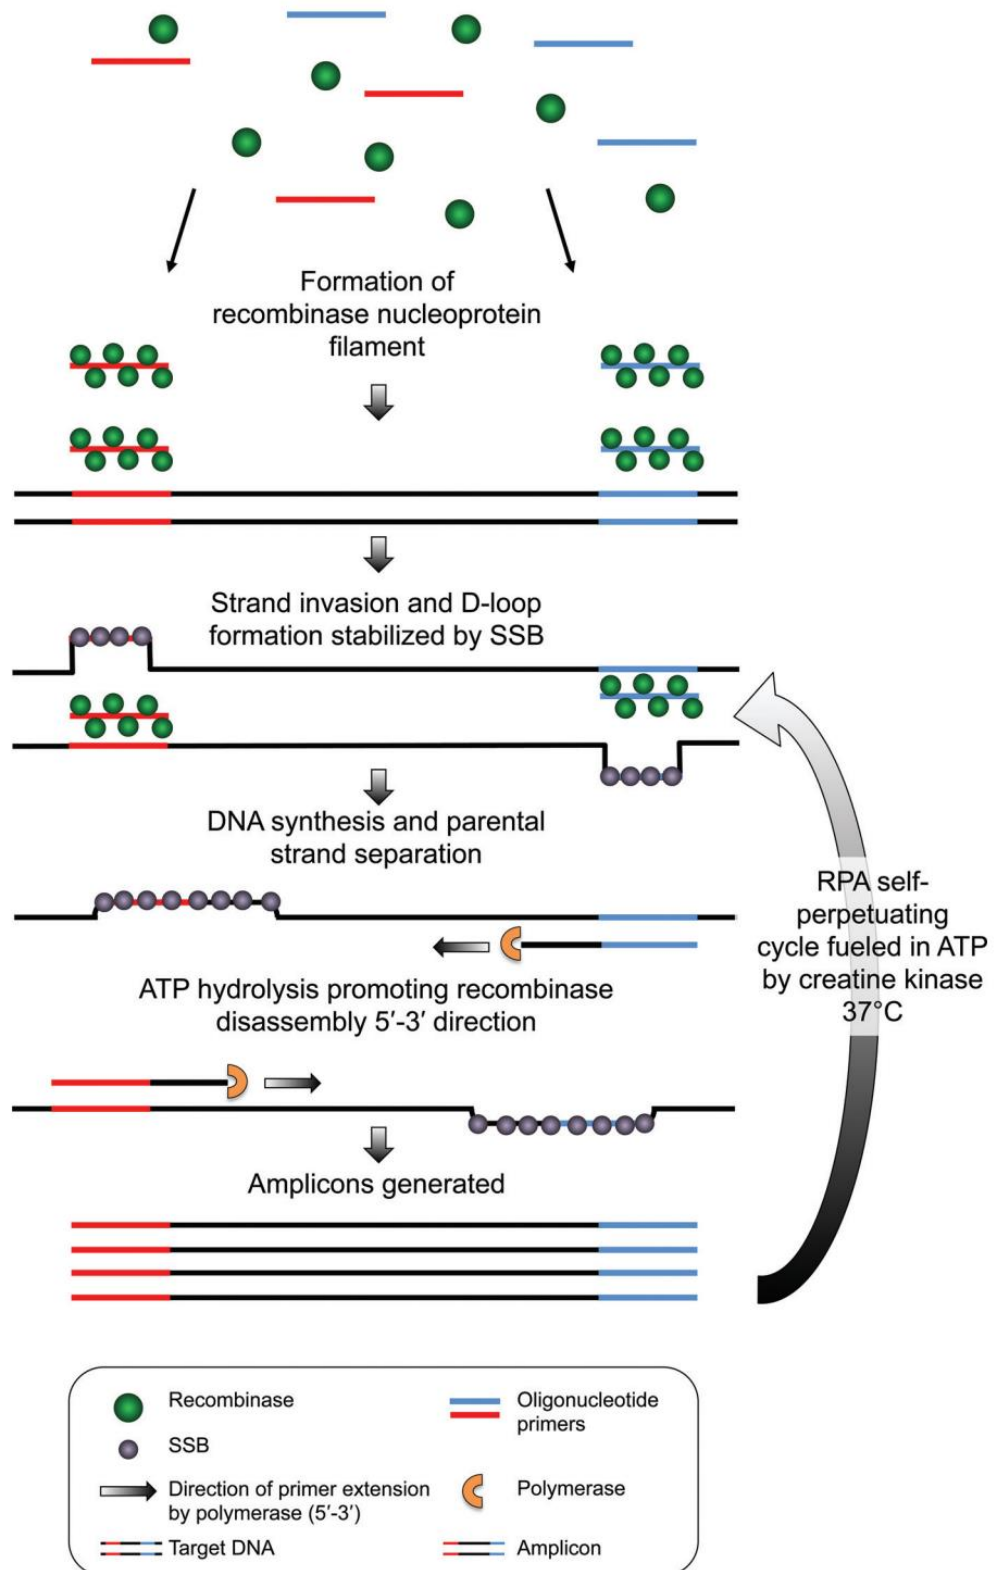 Formation of
recombinase nucleoprotein
filament
Strand invasion and D-loop
formation stabilized by SSB
DNA synthesis and parental
strand separation
ATP hydrolysis promoting recombinase
disassembly 5′-3′ direction
Amplicons generated
RPA self-
perpetuating
cycle fueled in ATP
by creatine kinase
37°C
Recombinase
SSB
Direction of primer extension
by polymerase (5′-3′)
Target DNA
Oligonucleotide
primers
Polymerase
Amplicon